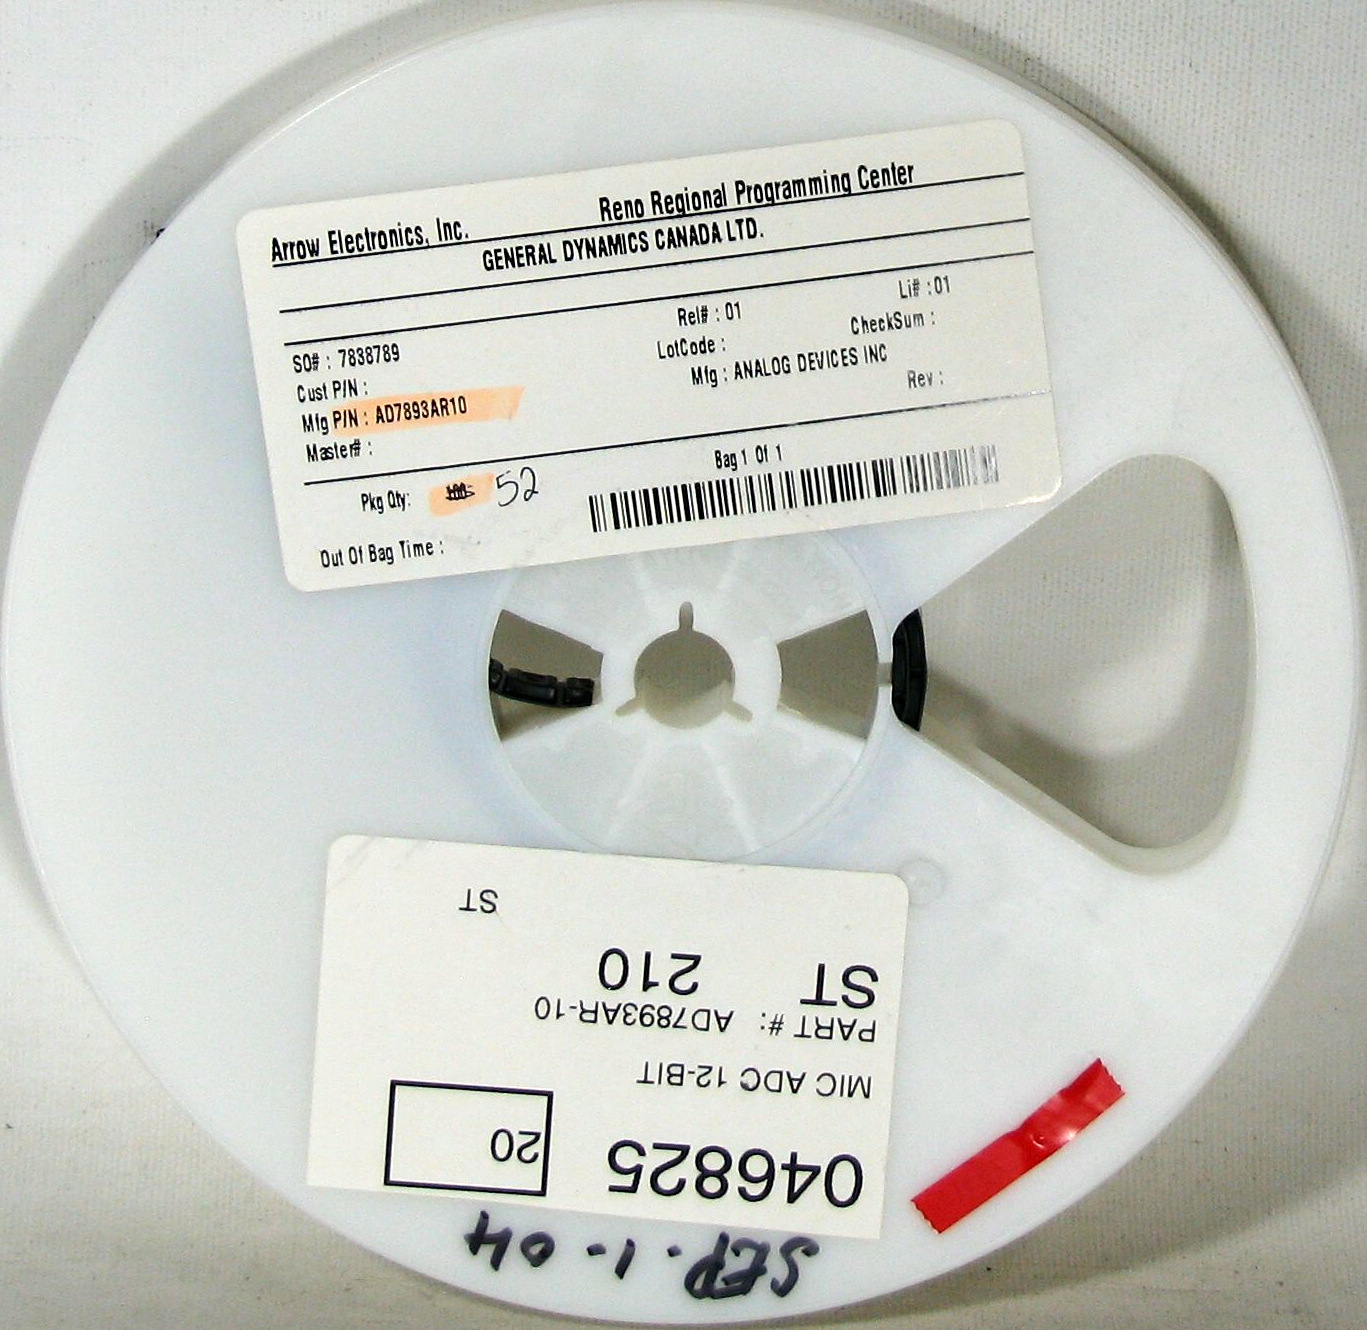 Arrow Electronics, Inc. Reno Regional Programming Center
GENERAL DYNAMICS CANADA LTD.
SO# : 7838789 Rel# : 01 Li# : 01
Cust P/N : LotCode : CheckSum :
Mfg P/N : AD7893AR10 Mfg : ANALOG DEVICES INC
Master# : Rev :
Pkg Qty: 52 Bag 1 Of 1
Out Of Bag Time :
SEP. 1-04
046825 20
MIC ADC 12-BIT
PART #: AD7893AR-10
ST 210
ST